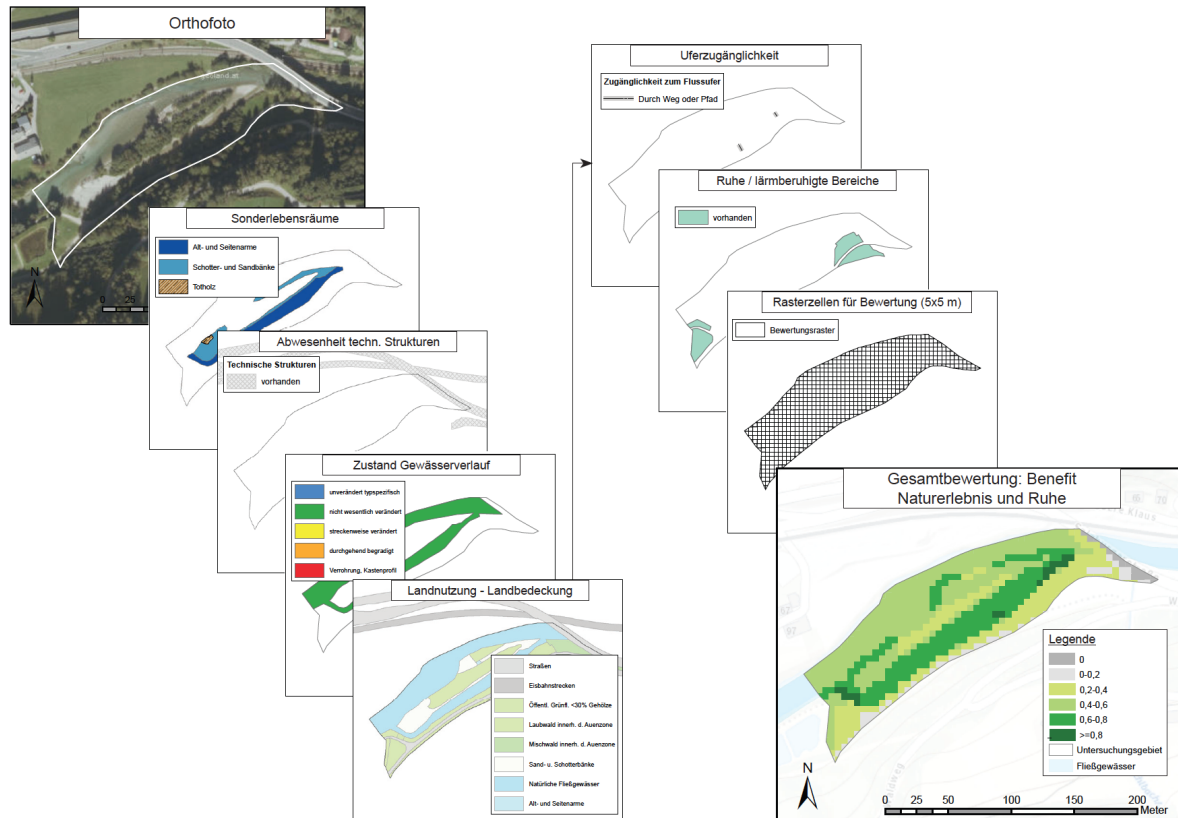 Orthofoto
N
0
25
Sonderlebensräume
Alt- und Seitenarme
Schotter- und Sandbänke
Totholz
Abwesenheit techn. Strukturen
Technische Strukturen
vorhanden
Zustand Gewässerverlauf
unverändert typspezifisch
nicht wesentlich verändert
streckenweise verändert
durchgehend begradigt
Verrohrung, Kastenprofil
Landnutzung - Landbedeckung
Straßen
Eisbahnstrecken
Öffentl. Grünfl. <30% Gehölze
Laubwald innerh. d. Auenzone
Mischwald innerh. d. Auenzone
Sand- u. Schotterbänke
Natürliche Fließgewässer
Alt- und Seitenarme
Uferzugänglichkeit
Zugänglichkeit zum Flussufer
Durch Weg oder Pfad
Ruhe / lärmberuhigte Bereiche
vorhanden
Rasterzellen für Bewertung (5x5 m)
Bewertungsraster
Gesamtbewertung: Benefit
Naturerlebnis und Ruhe
Klaus
Legende
0
0-0,2
0,2-0,4
0,4-0,6
0,6-0,8
>=0,8
Untersuchungsgebiet
Fließgewässer
N
0 25 50 100 150 200
Meter